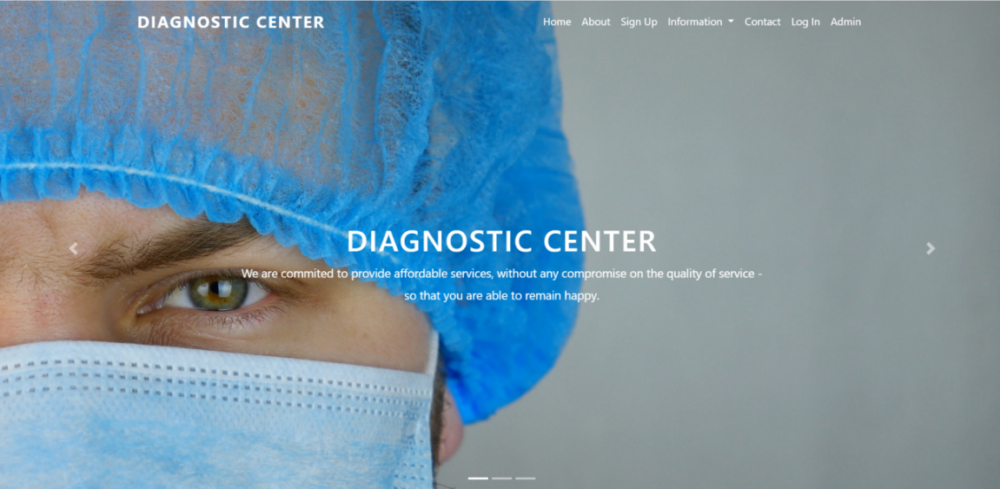 DIAGNOSTIC CENTER
Home About Sign Up Information Contact Log In Admin
DIAGNOSTIC CENTER
We are commited to provide affordable services, without any compromise on the quality of service -
so that you are able to remain happy.